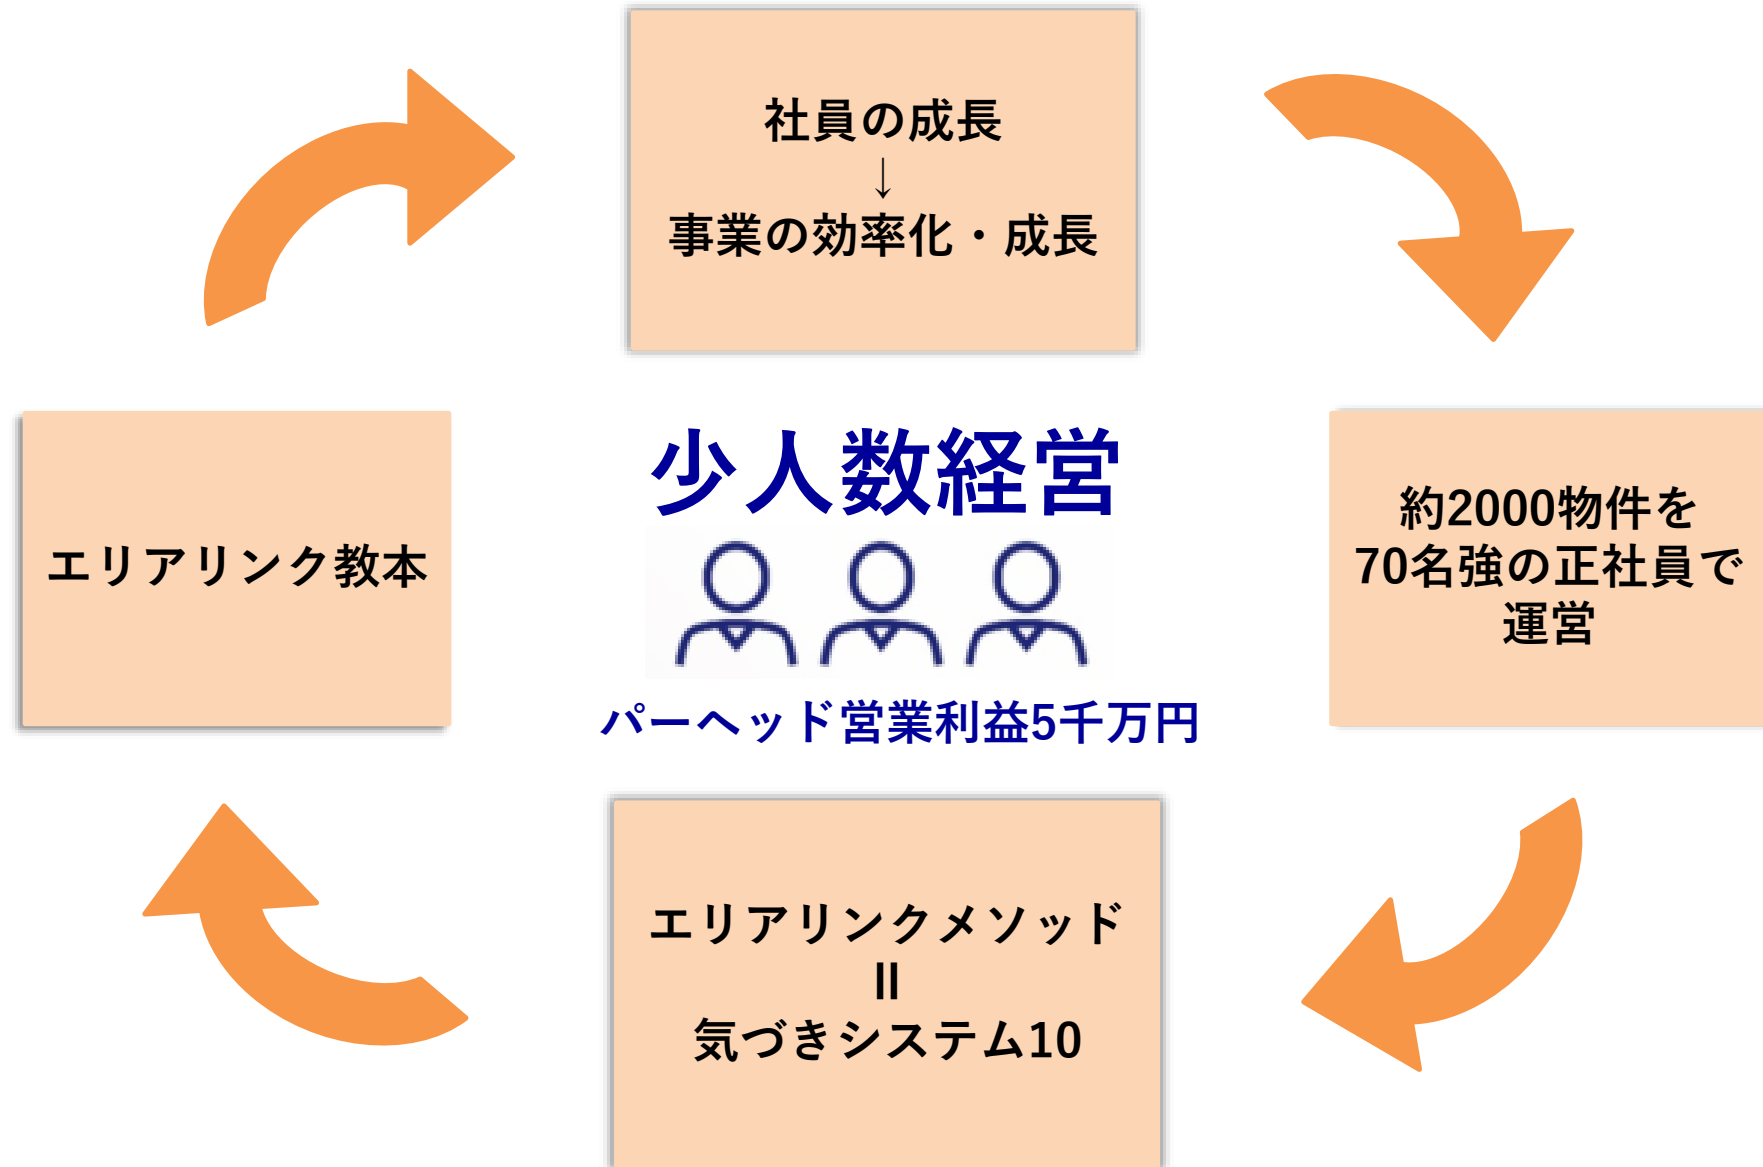 社員の成長
↓
事業の効率化・成長
エリアリンク教本
少人数経営
パーヘッド営業利益5千万円
約2000物件を
70名強の正社員で
運営
エリアリンクメソッド
||
気づきシステム10